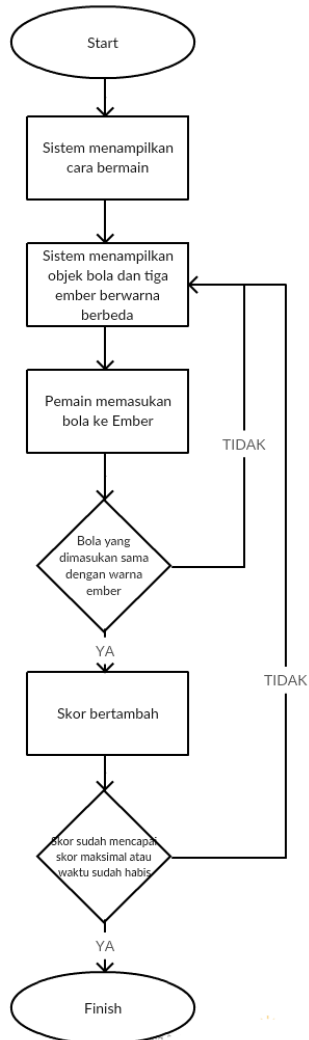 Start
Sistem menampilkan
cara bermain
Sistem menampilkan
objek bola dan tiga
ember berwarna
berbeda
Pemain memasukan
bola ke Ember
TIDAK
Bola yang
dimasukan sama
dengan warna
ember
YA
TIDAK
Skor bertambah
Skor sudah mencapai
skor maksimal atau
waktu sudah habis
YA
Finish